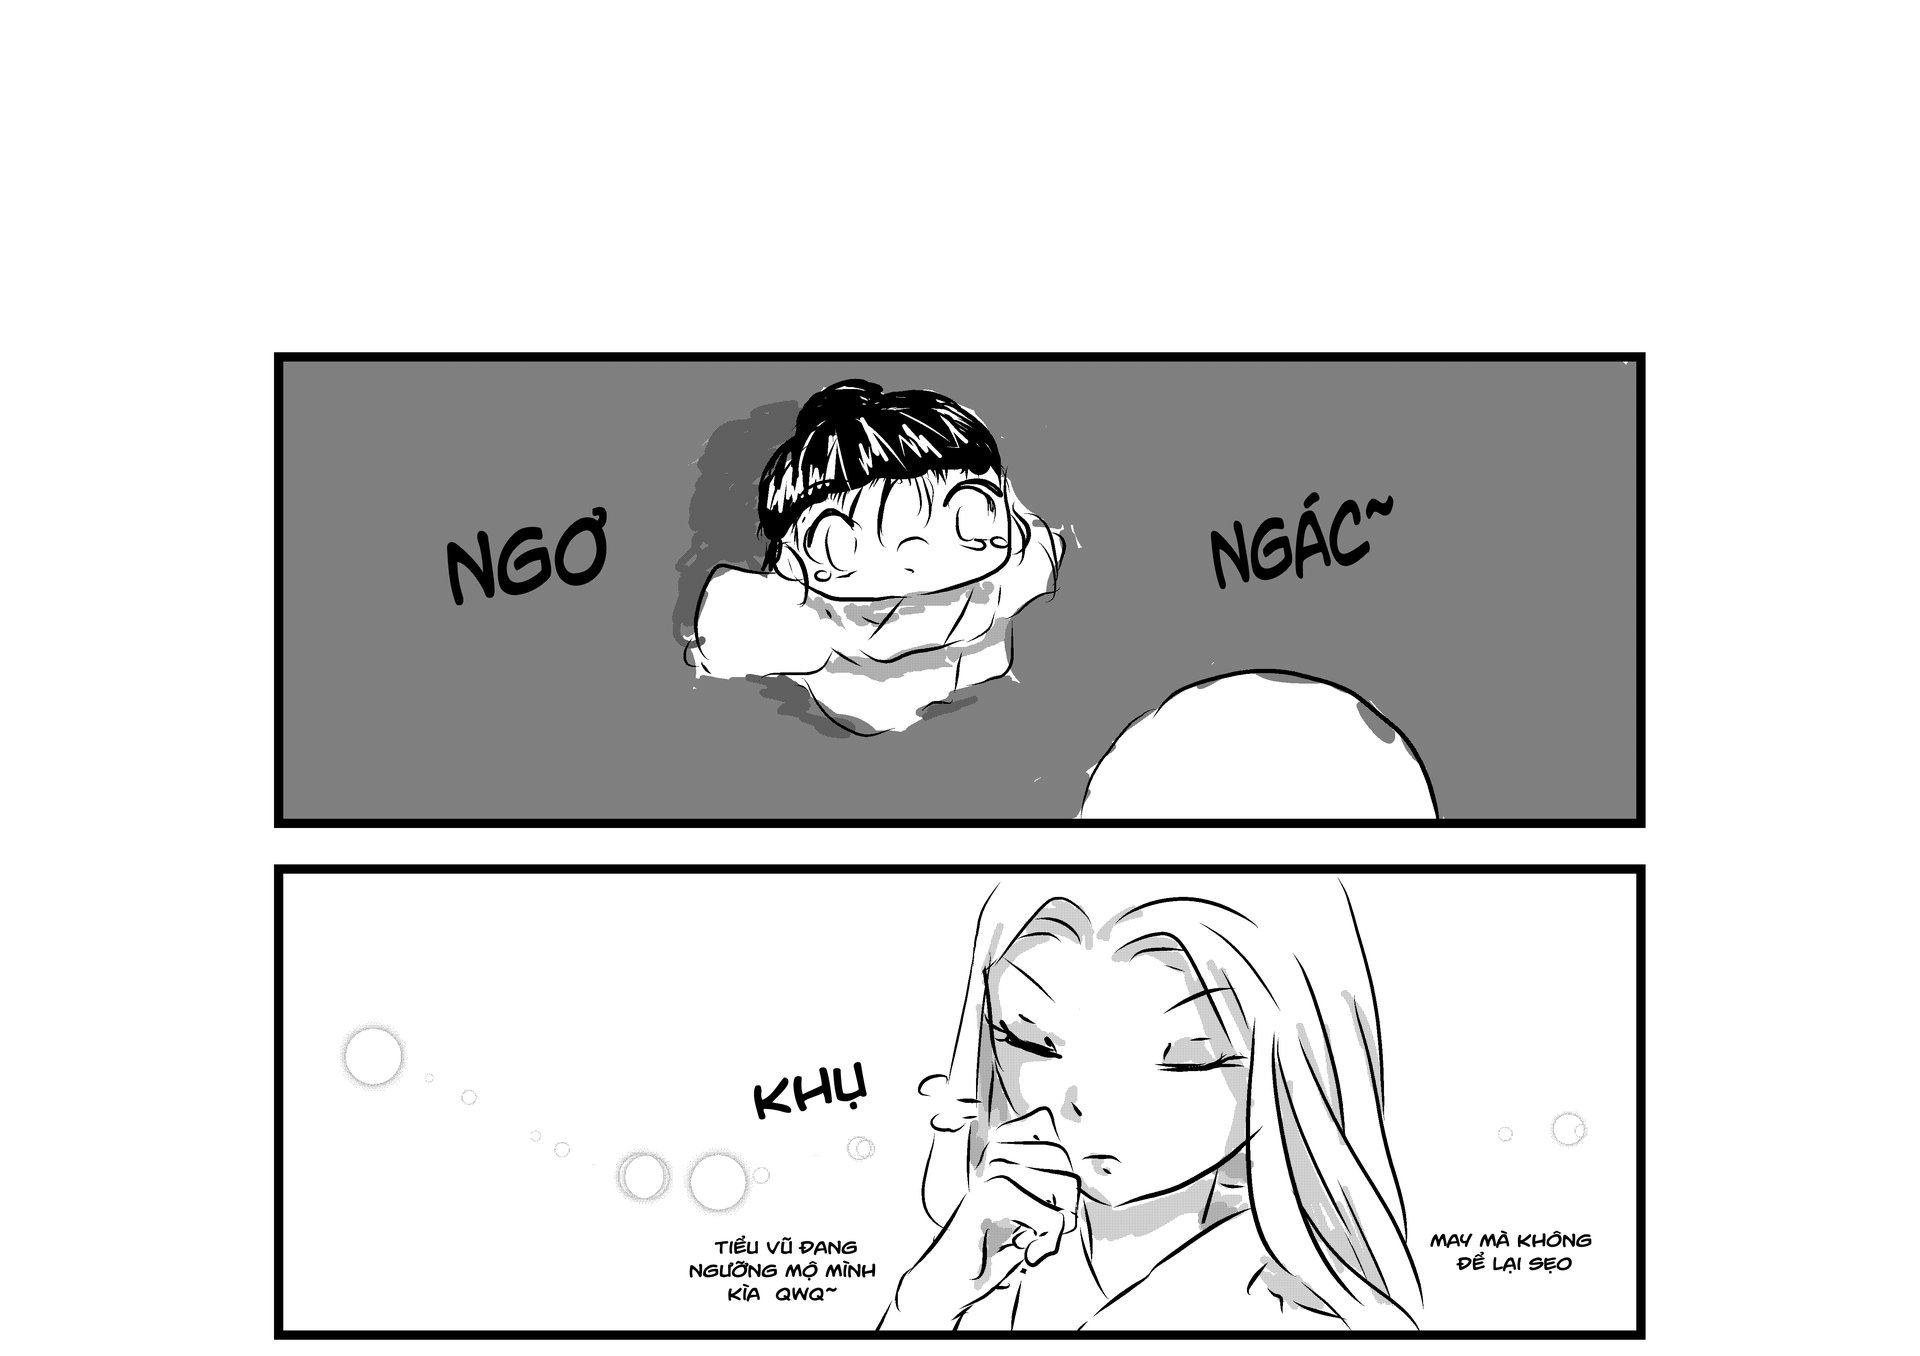 NGƠ
NGÁC~
KHỤ
TIỂU VŨ ĐANG
NGƯỠNG MỘ MÌNH
KÌA QWQ~
MAY MÀ KHÔNG
ĐỂ LẠI SẸO